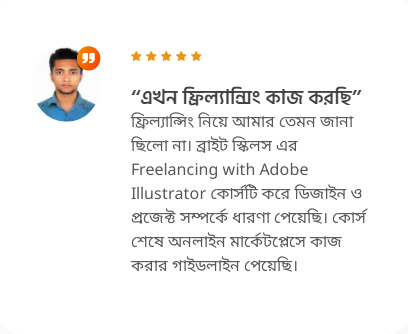 “এখন ফ্রিল্যান্সিং কাজ করছি”
ফ্রিল্যান্সিং নিয়ে আমার তেমন জানা
ছিলো না। ব্রাইট স্কিলস এর
Freelancing with Adobe
Illustrator কোর্সটি করে ডিজাইন ও
প্রজেক্ট সম্পর্কে ধারণা পেয়েছি। কোর্স
শেষে অনলাইন মার্কেটপ্লেসে কাজ
করার গাইডলাইন পেয়েছি।